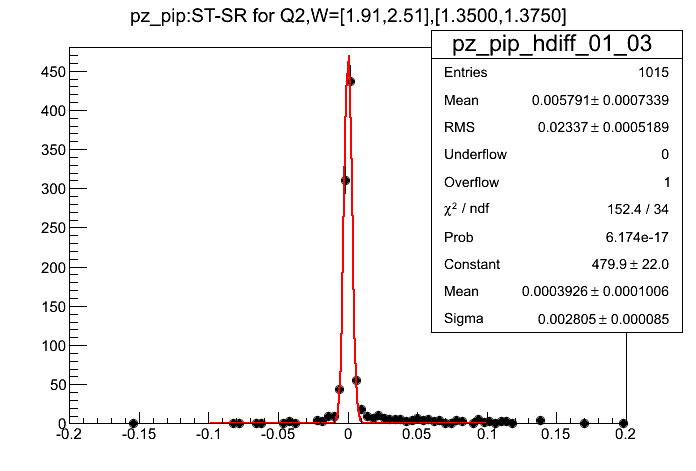 pz_pip:ST-SR for Q2,W=[1.91,2.51],[1.3500,1.3750]
pz_pip_hdiff_01_03
Entries 1015
Mean 0.005791± 0.0007339
RMS 0.02337± 0.0005189
Underflow 0
Overflow 1
χ² / ndf 152.4 / 34
Prob 6.174e-17
Constant 479.9 ± 22.0
Mean 0.0003926 ± 0.0001006
Sigma 0.002805 ± 0.000085
450
400
350
300
250
200
150
100
50
0
-0.2 -0.15 -0.1 -0.05 0 0.05 0.1 0.15 0.2